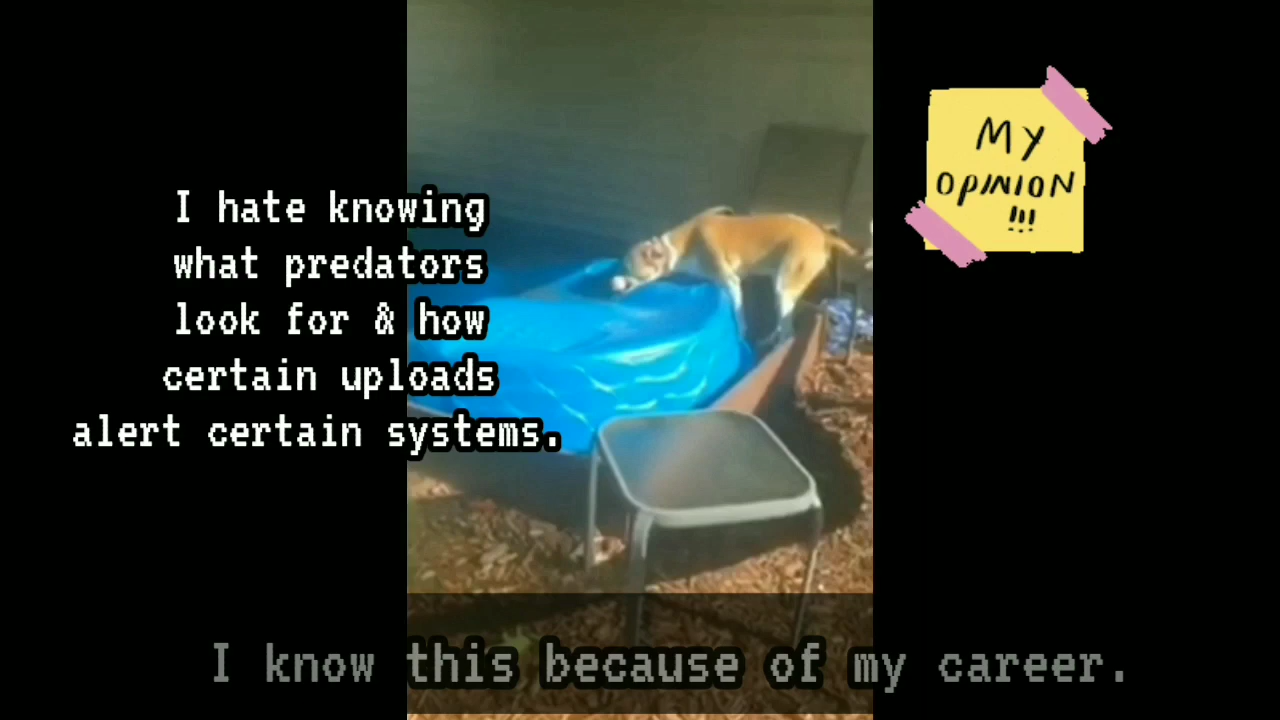 I hate knowing
what predators
look for & how
certain uploads
alert certain systems.
MY
OPINION
!!!
I know this because of my career.